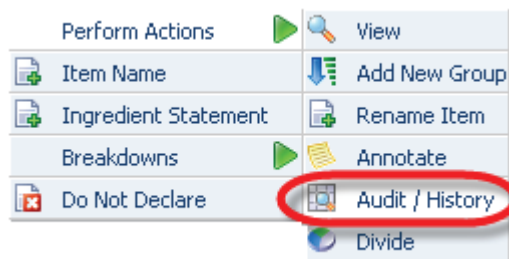 Perform Actions
Item Name
Ingredient Statement
Breakdowns
Do Not Declare
View
Add New Group
Rename Item
Annotate
Audit / History
Divide